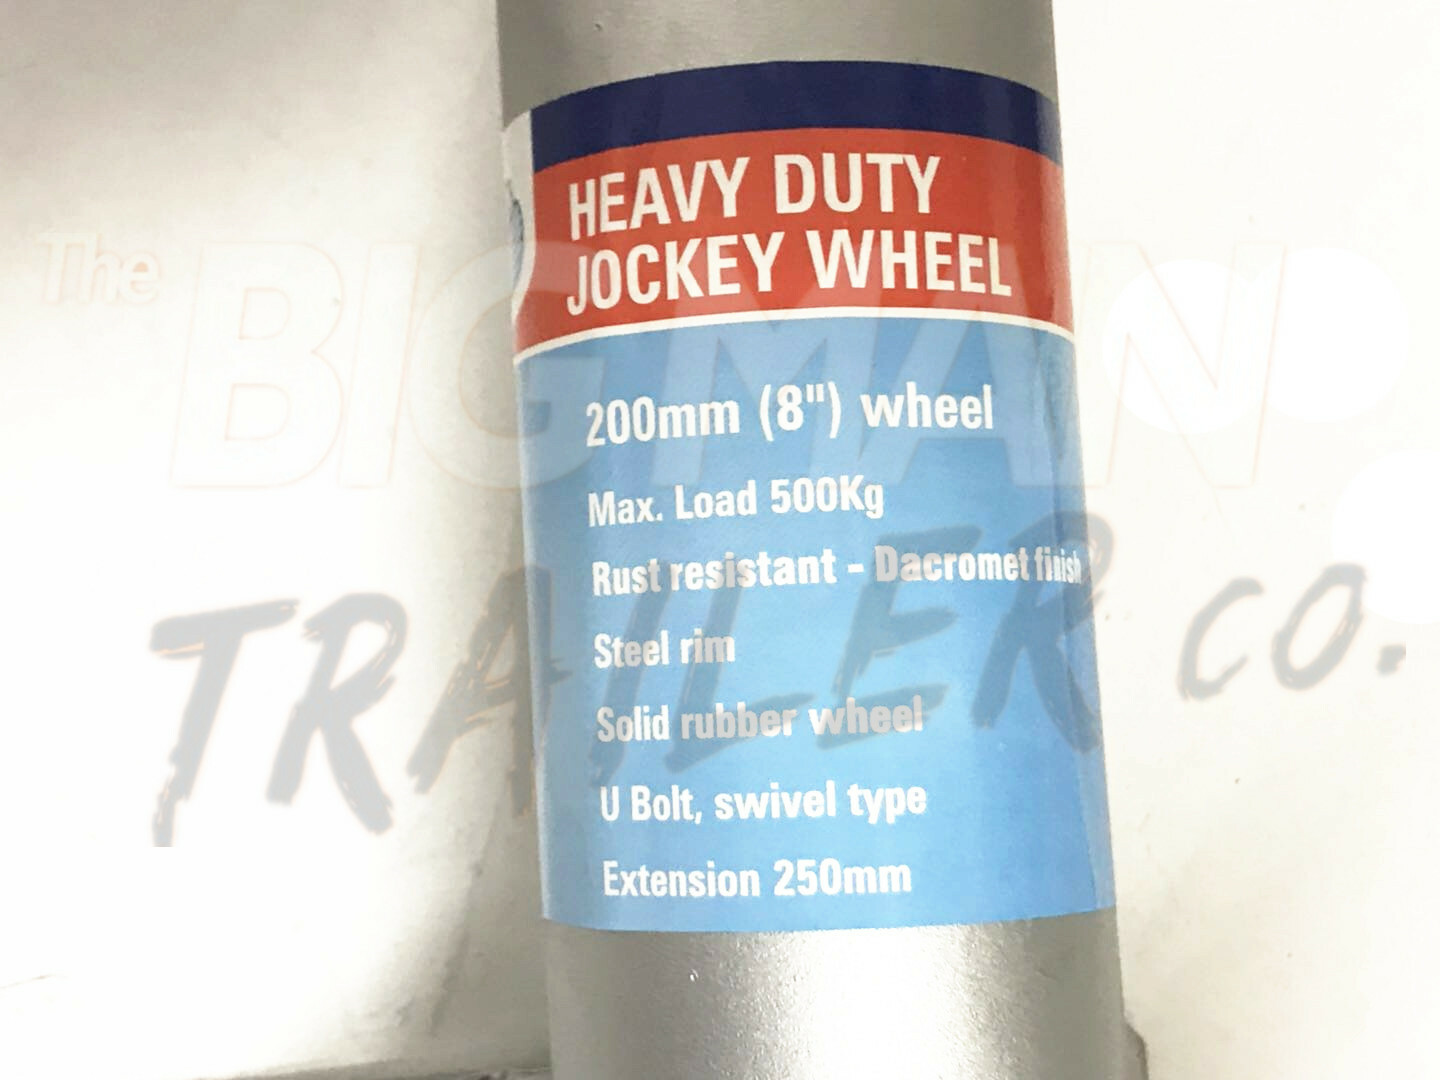 HEAVY DUTY
JOCKEY WHEEL
200mm (8") wheel
Max. Load 500Kg
Rust resistant - Dacromet finish
Steel rim
Solid rubber wheel
U Bolt, swivel type
Extension 250mm
The
BIGMAN
TRAILER CO.